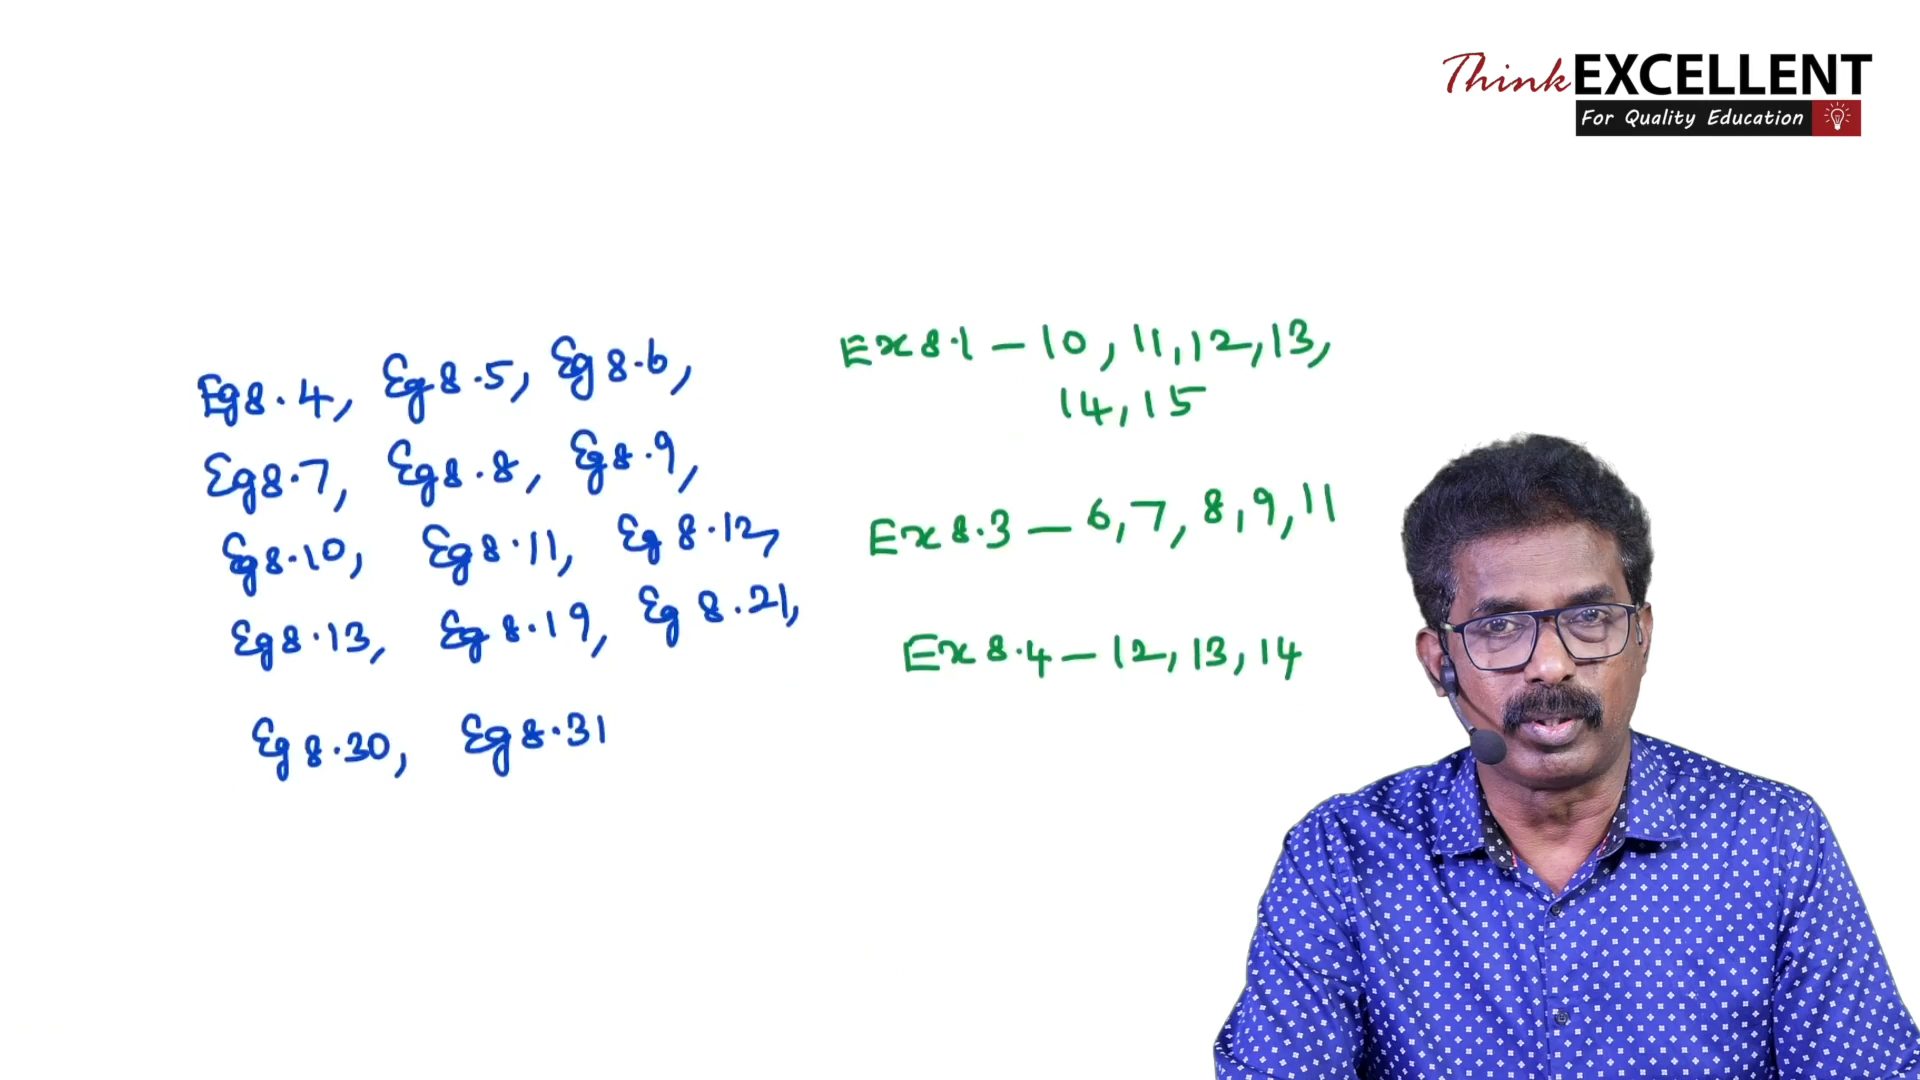 Think EXCELLENT
For Quality Education
Eg 8.4, Eg 8.5, Eg 8.6,
Eg 8.7, Eg 8.8, Eg 8.9,
Eg 8.10, Eg 8.11, Eg 8.12,
Eg 8.13, Eg 8.19, Eg 8.21,
Eg 8.30, Eg 8.31
Ex 8.1 – 10, 11, 12, 13,
14, 15
Ex 8.3 – 6, 7, 8, 9, 11
Ex 8.4 – 12, 13, 14